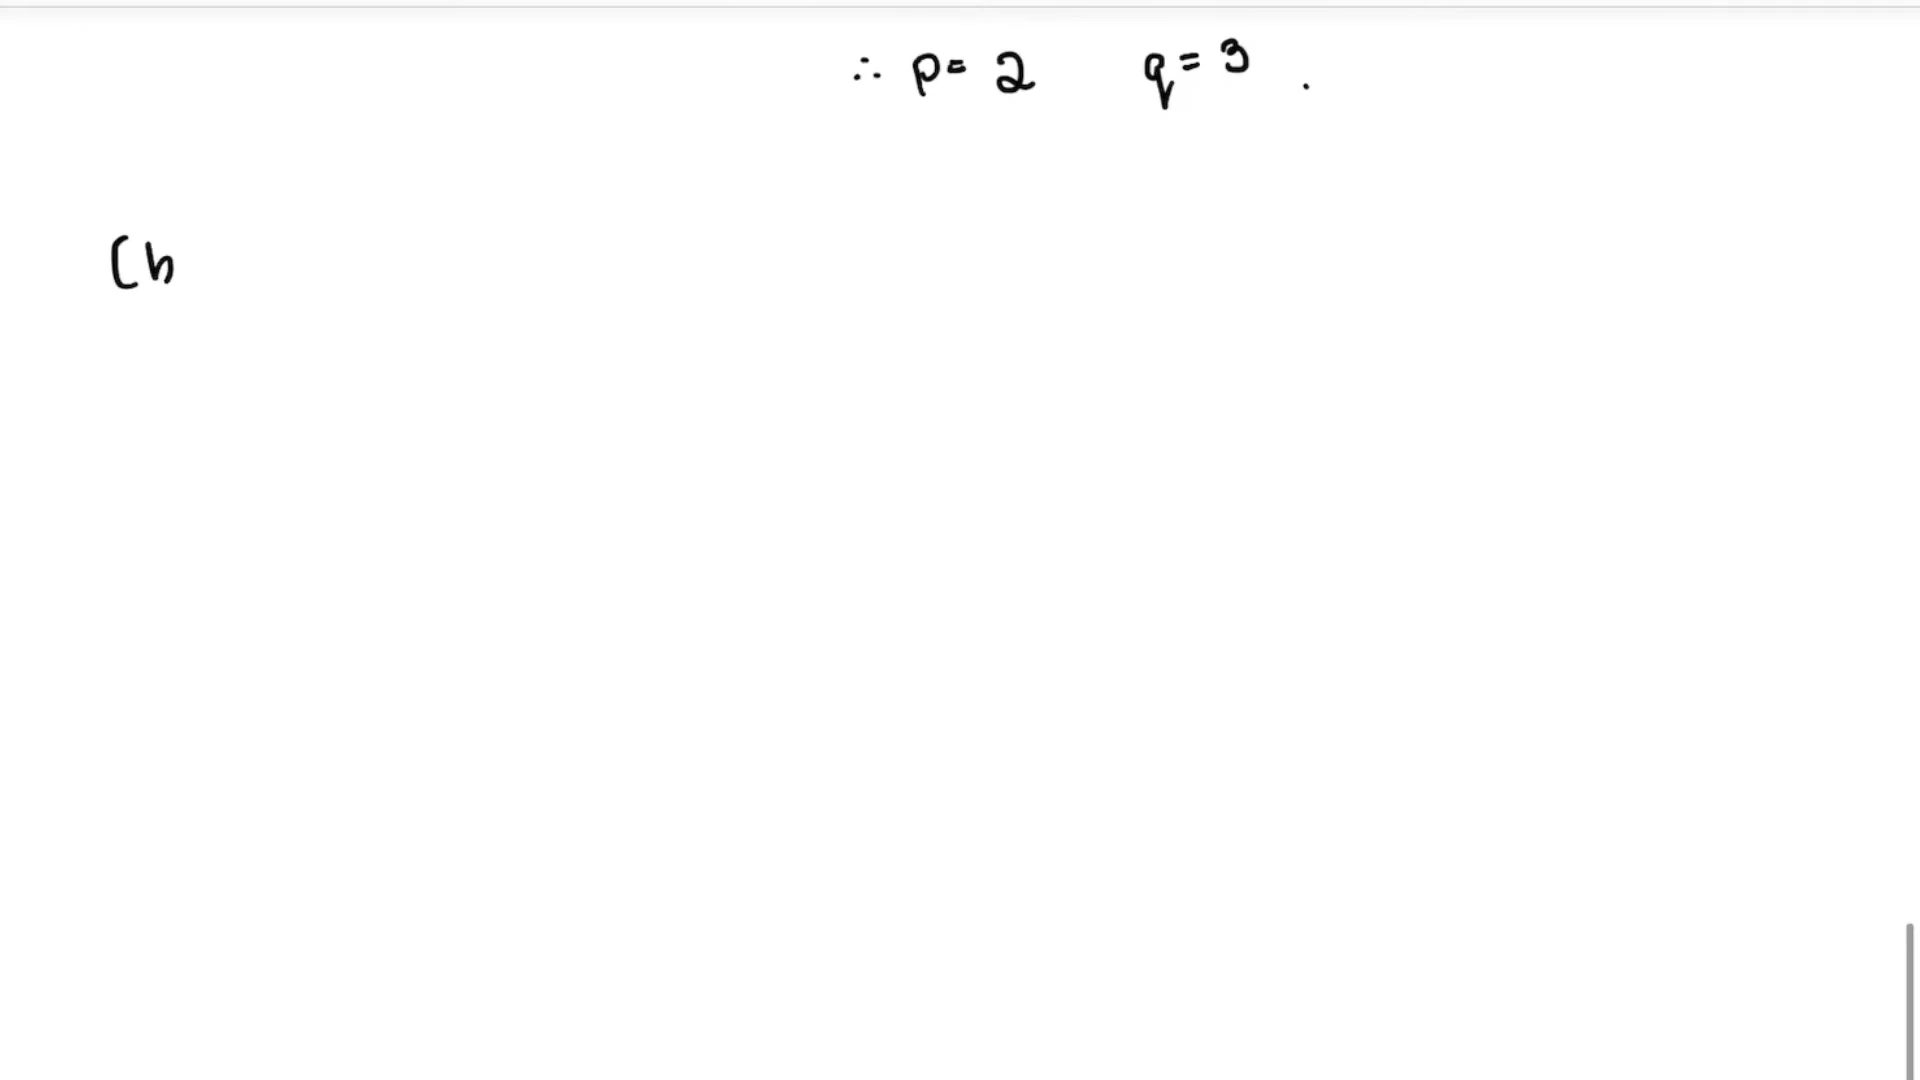 ∴ p = 2 q = 3 .
(b